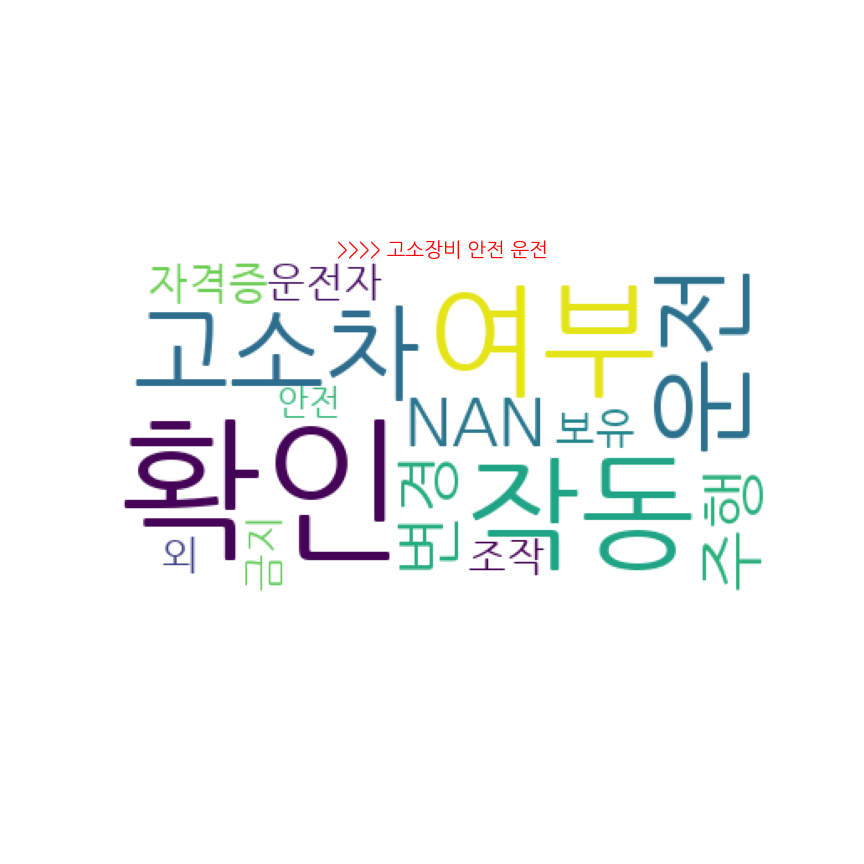 >>>> 고소장비 안전 운전
자격증
운전자
고소차
여부
운전
안전
NAN
보유
확인
변경
작동
주행
외
금지
조작